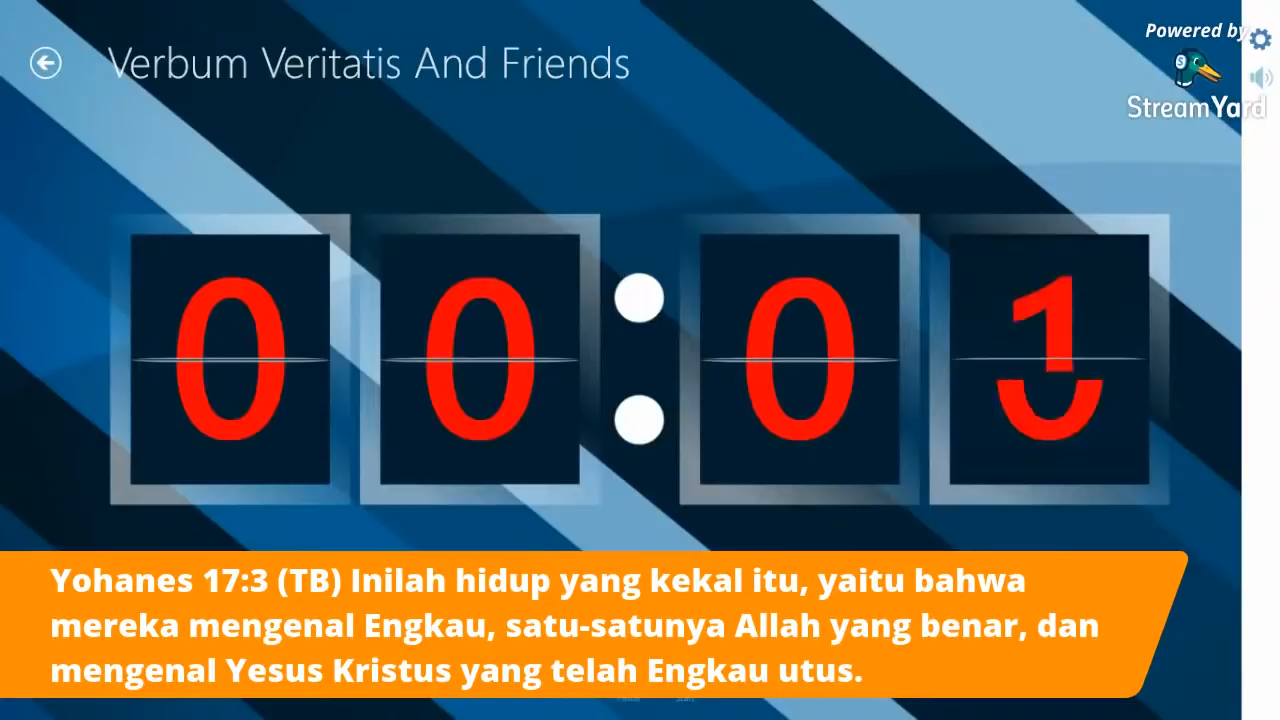 Powered by
Verbum Veritatis And Friends
StreamYard
00:01
Yohanes 17:3 (TB) Inilah hidup yang kekal itu, yaitu bahwa
mereka mengenal Engkau, satu-satunya Allah yang benar, dan
mengenal Yesus Kristus yang telah Engkau utus.